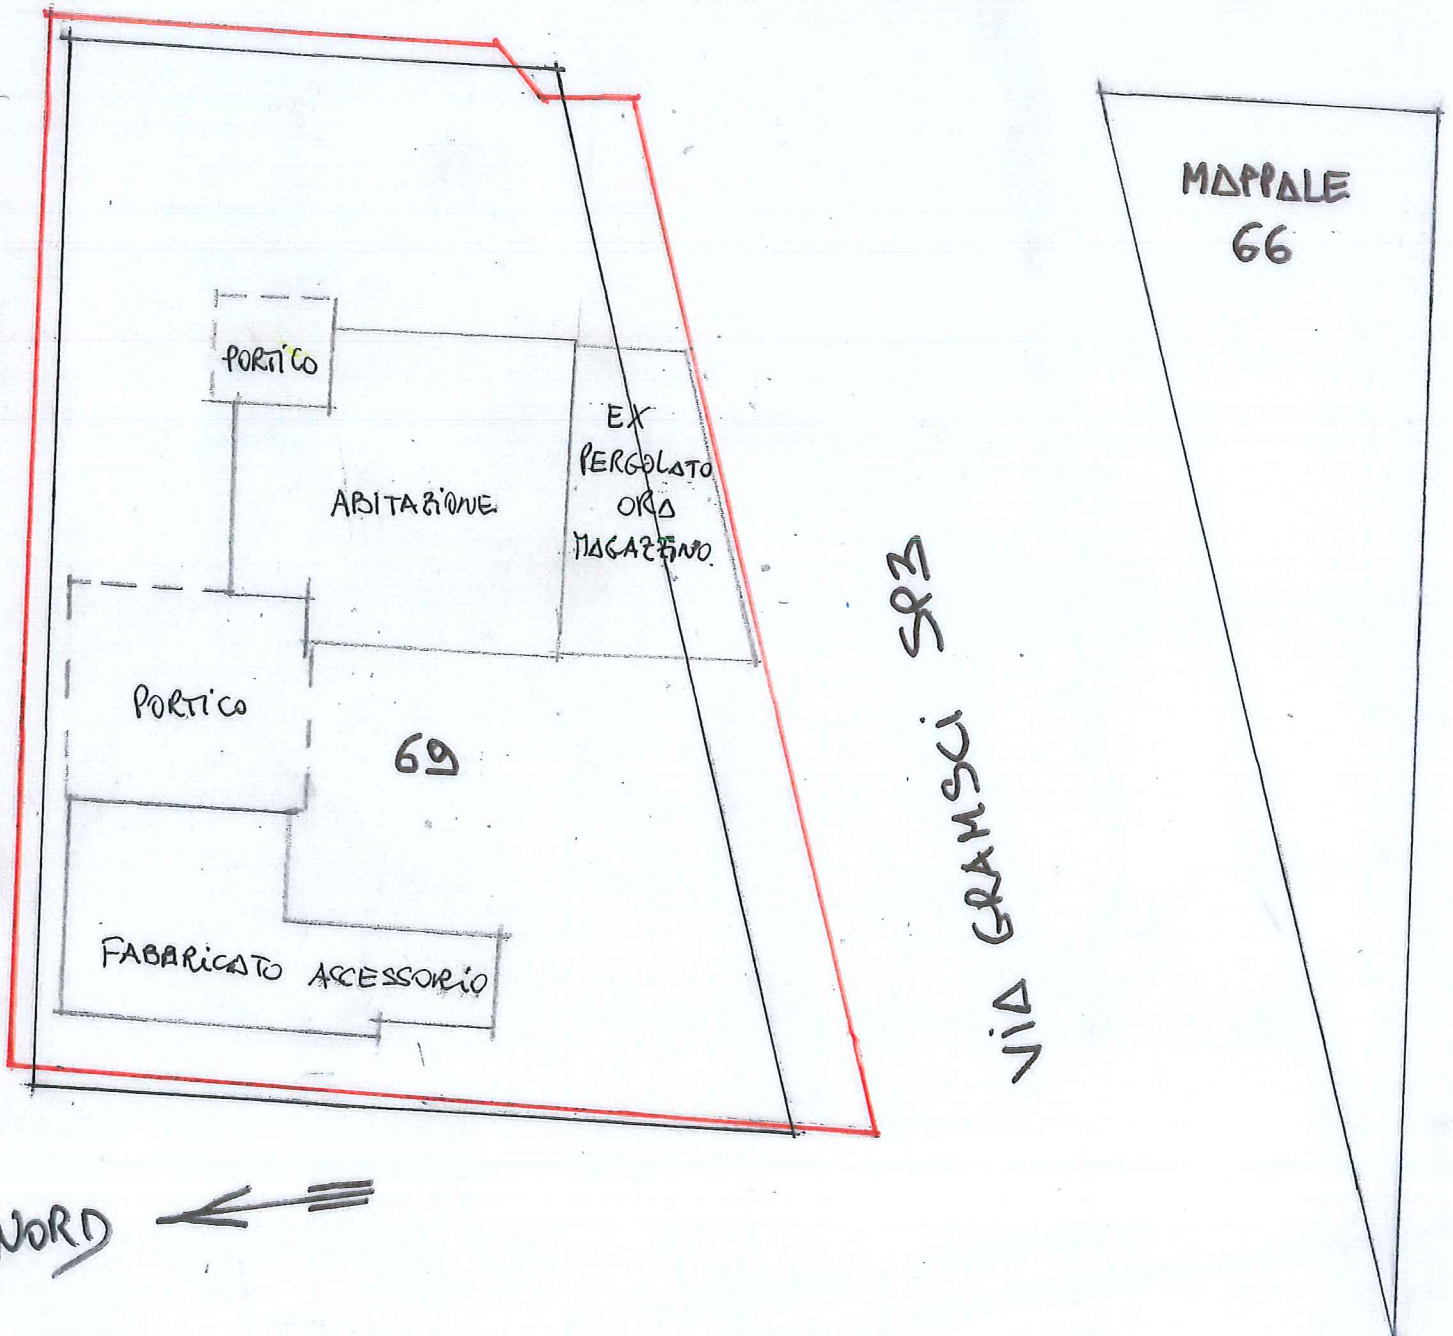 MAPPALE
66
PORTICO
EX
PERGOLATO
ORA
MAGAZZINO.
ABITAZIONE
PORTICO
69
VIA GRAMSCI SP3
FABBRICATO ACCESSORIO
NORD